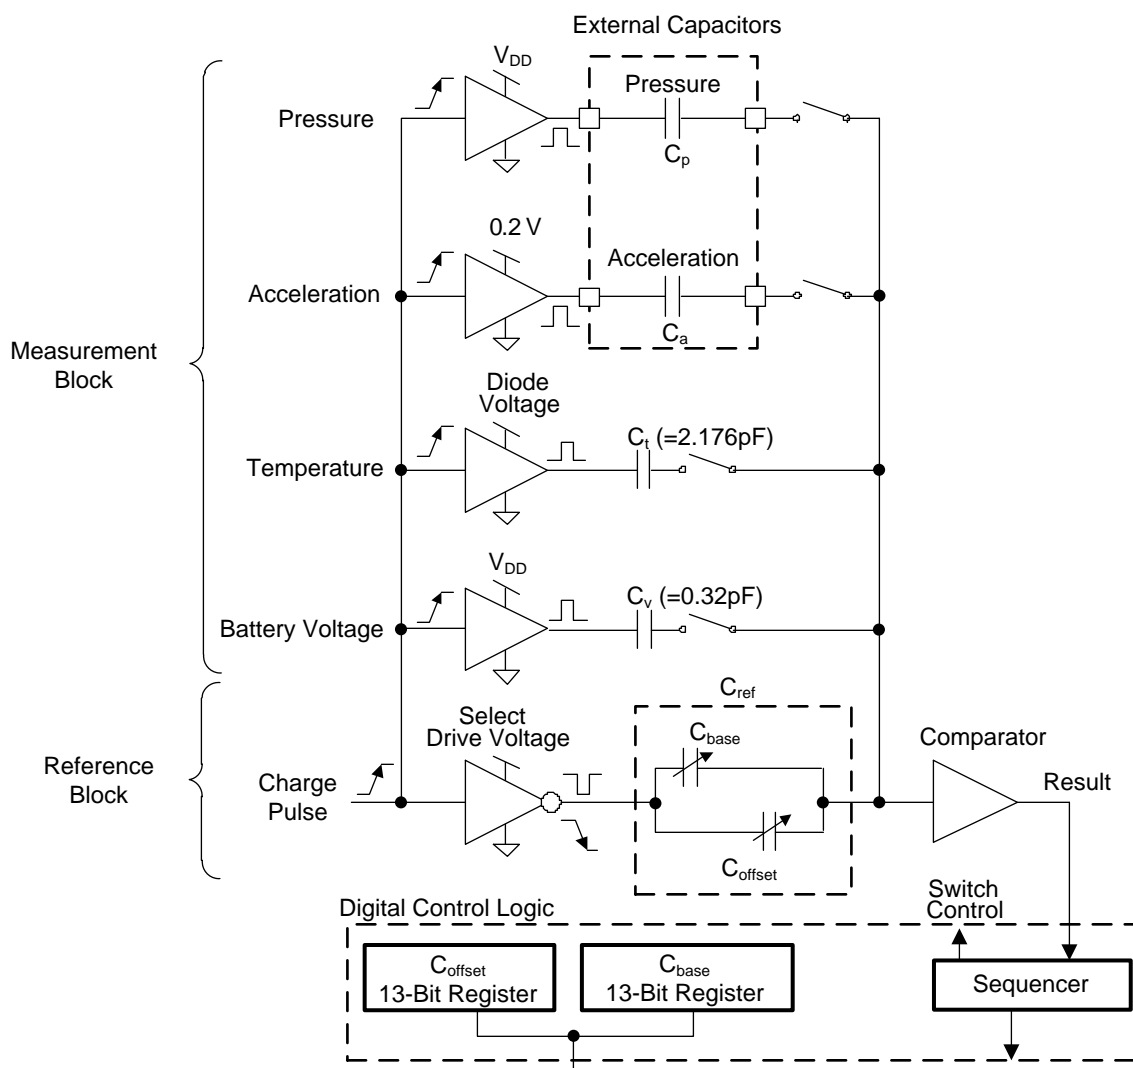 External Capacitors
V_DD
Pressure
Pressure
C_p
0.2 V
Acceleration
Acceleration
C_a
Measurement
Block
Diode
Voltage
C_t (=2.176pF)
Temperature
V_DD
C_v (=0.32pF)
Battery Voltage
C_ref
Select
Drive Voltage
C_base
Comparator
Reference
Block
Charge
Pulse
Result
C_offset
Switch
Control
Digital Control Logic
C_offset
13-Bit Register
C_base
13-Bit Register
Sequencer